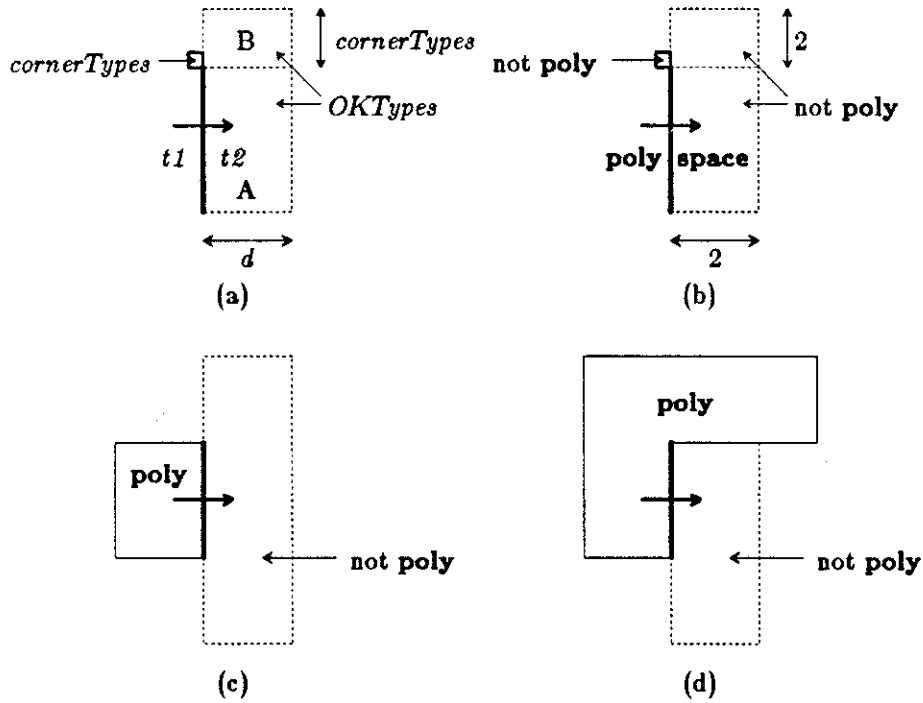 B
cornerTypes
cornerTypes
OKTypes
t1 t2
A
d
(a)
2
not poly
not poly
poly space
2
(b)
poly
not poly
(c)
poly
not poly
(d)